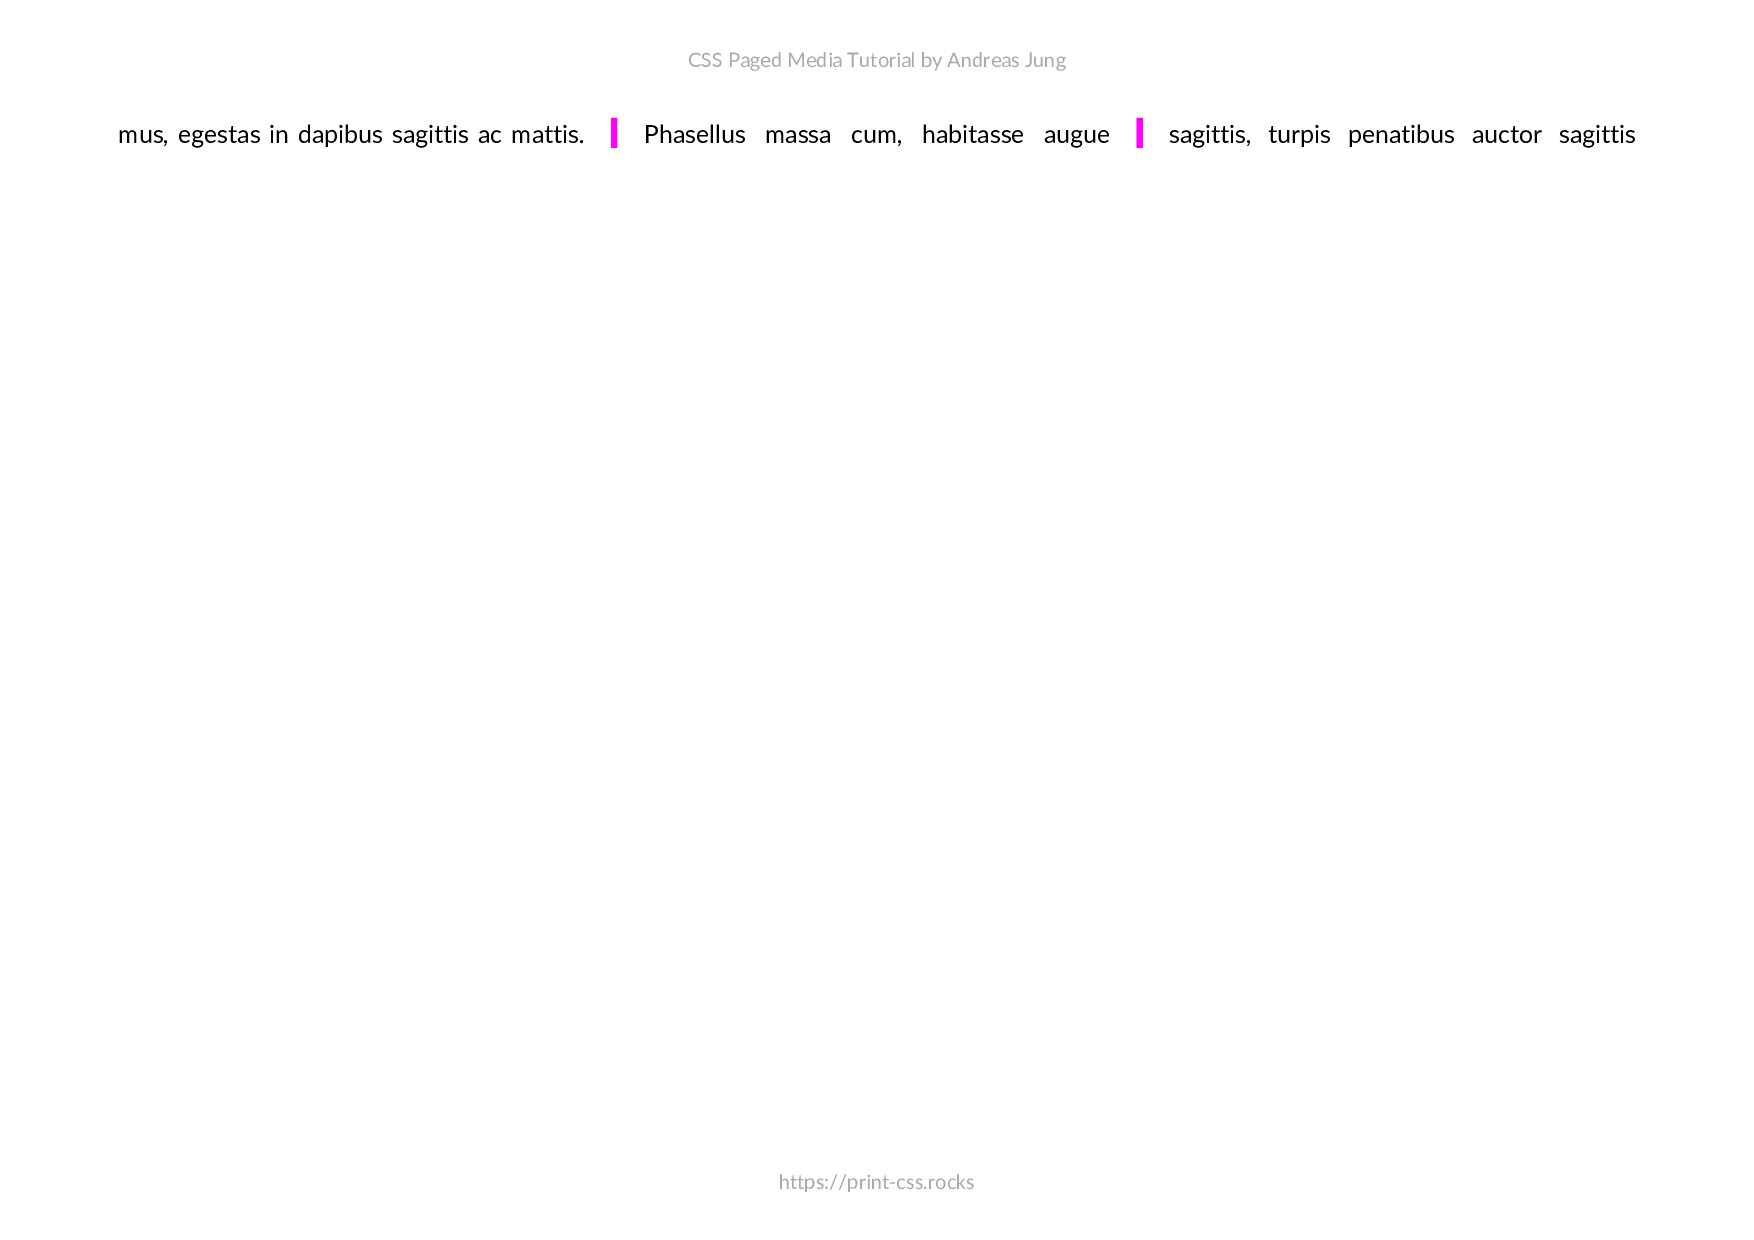 CSS Paged Media Tutorial by Andreas Jung
mus, egestas in dapibus sagittis ac mattis.
Phasellus massa cum, habitasse augue
sagittis, turpis penatibus auctor sagittis
https://print-css.rocks